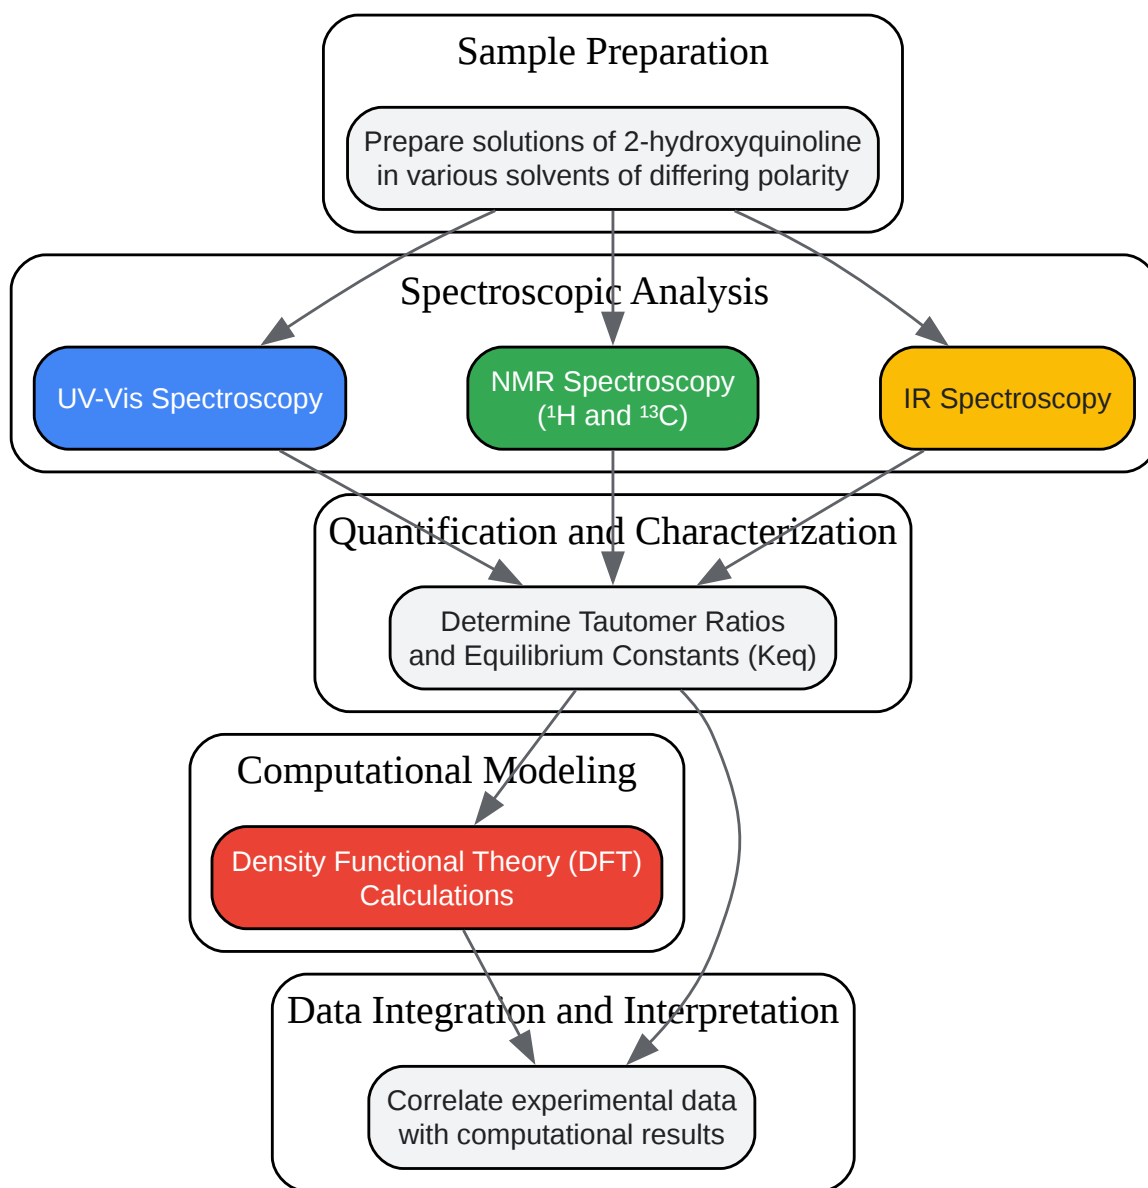 Sample Preparation
Prepare solutions of 2-hydroxyquinoline
in various solvents of differing polarity
Spectroscopic Analysis
UV-Vis Spectroscopy
NMR Spectroscopy
(¹H and ¹³C)
IR Spectroscopy
Quantification and Characterization
Determine Tautomer Ratios
and Equilibrium Constants (Keq)
Computational Modeling
Density Functional Theory (DFT)
Calculations
Data Integration and Interpretation
Correlate experimental data
with computational results